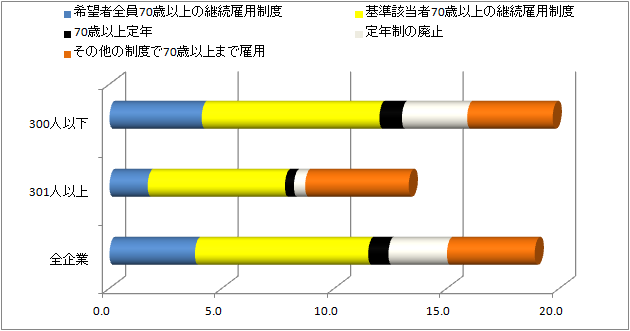 希望者全員70歳以上の継続雇用制度
基準該当者70歳以上の継続雇用制度
70歳以上定年
定年制の廃止
その他の制度で70歳以上まで雇用
300人以下
301人以上
全企業
0.0 5.0 10.0 15.0 20.0